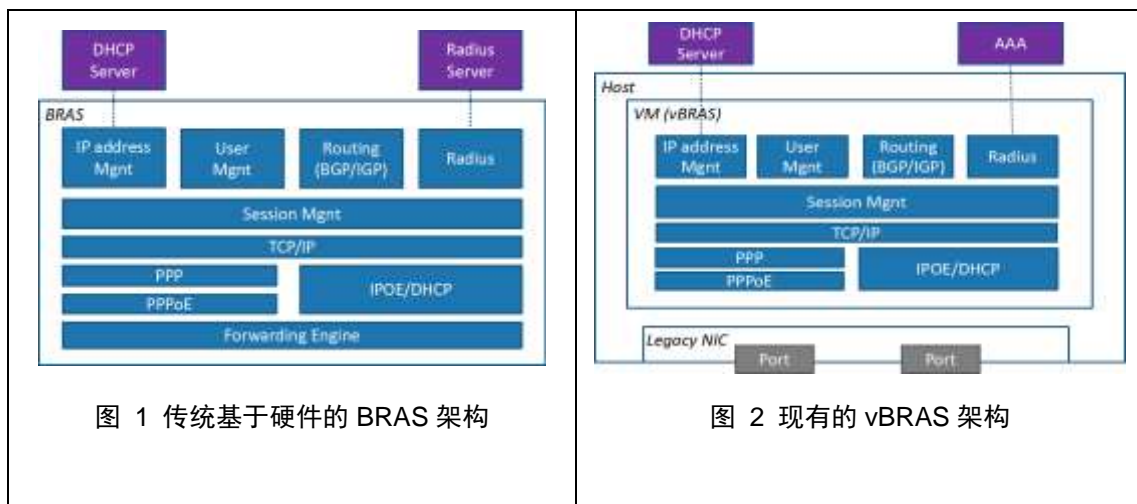 DHCP
Server
Radius
Server
BRAS
IP address
Mgnt
User
Mgnt
Routing
(BGP/IGP)
Radius
Session Mgnt
TCP/IP
PPP
PPPoE
IPOE/DHCP
Forwarding Engine
图 1 传统基于硬件的 BRAS 架构
DHCP
Server
AAA
Host
VM (vBRAS)
IP address
Mgnt
User
Mgnt
Routing
(BGP/IGP)
Radius
Session Mgnt
TCP/IP
PPP
PPPoE
IPOE/DHCP
Legacy NIC
Port
Port
图 2 现有的 vBRAS 架构